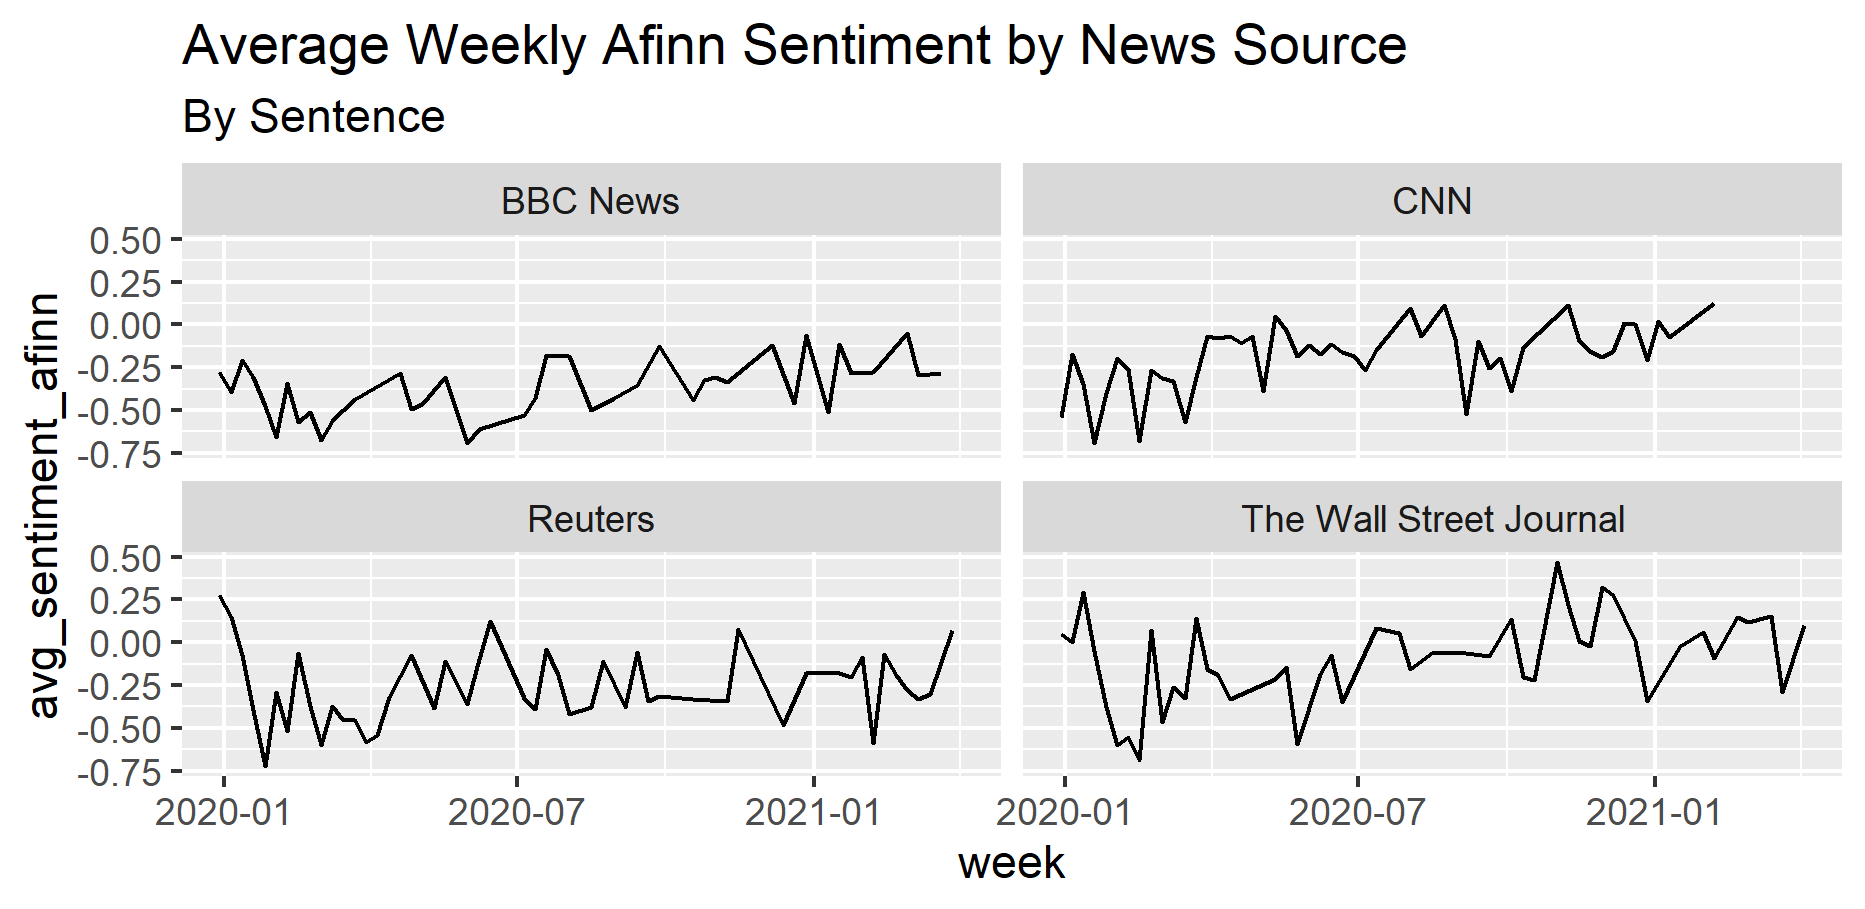 Average Weekly Afinn Sentiment by News Source
By Sentence
BBC News
CNN
0.50
0.25
0.00
-0.25
-0.50
-0.75
avg_sentiment_afinn
Reuters
The Wall Street Journal
0.50
0.25
0.00
-0.25
-0.50
-0.75
2020-01
2020-07
2021-01
2020-01
2020-07
2021-01
week